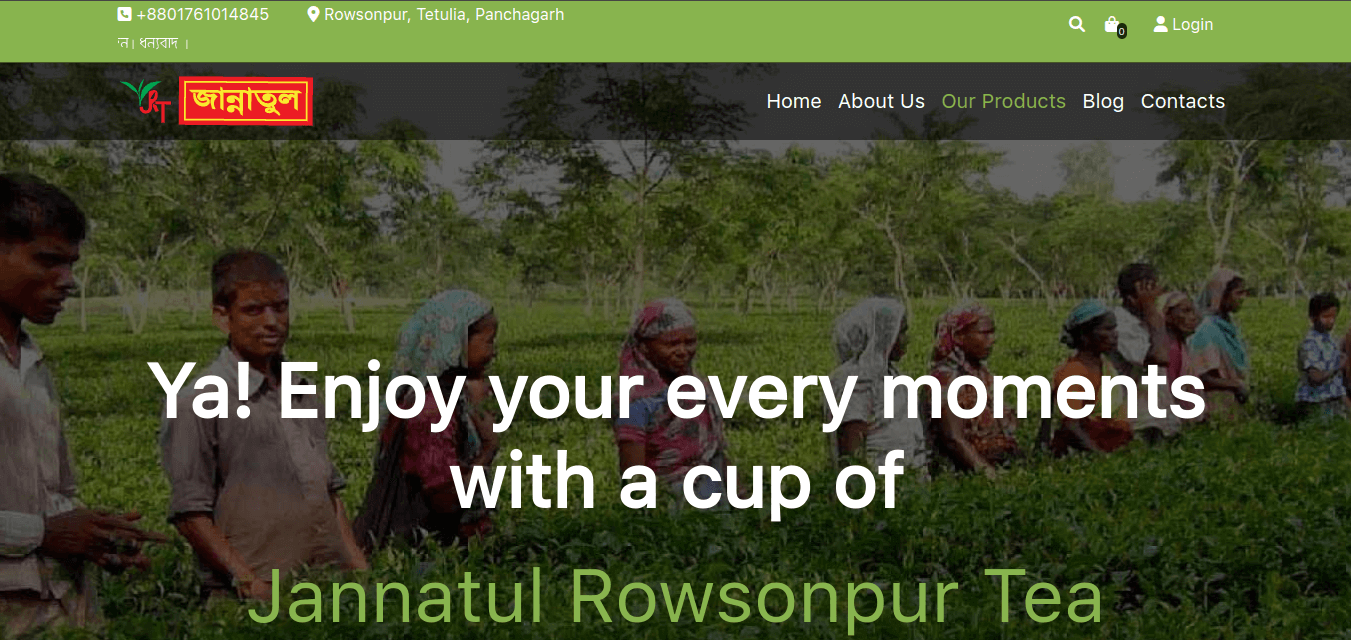 +8801761014845 Rowsonpur, Tetulia, Panchagarh
ধন্যবাদ ।
0 Login
JRT জান্নাতুল
Home About Us Our Products Blog Contacts
Ya! Enjoy your every moments
with a cup of
Jannatul Rowsonpur Tea